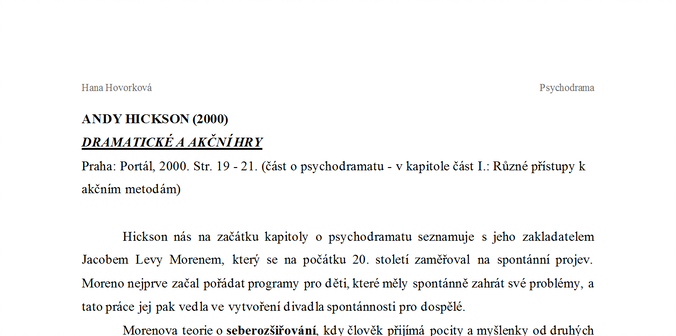 Hana Hovorková Psychodrama
ANDY HICKSON (2000)
DRAMATICKÉ A AKČNÍ HRY
Praha: Portál, 2000. Str. 19 - 21. (část o psychodramatu - v kapitole část I.: Různé přístupy k
akčním metodám)
Hickson nás na začátku kapitoly o psychodramatu seznamuje s jeho zakladatelem
Jacobem Levy Morenem, který se na počátku 20. století zaměřoval na spontánní projev.
Moreno nejprve začal pořádat programy pro děti, které měly spontánně zahrát své problémy, a
tato práce jej pak vedla ve vytvoření divadla spontánnosti pro dospělé.
Morenova teorie o seberozšiřování, kdy člověk přijímá pocity a myšlenky od druhých